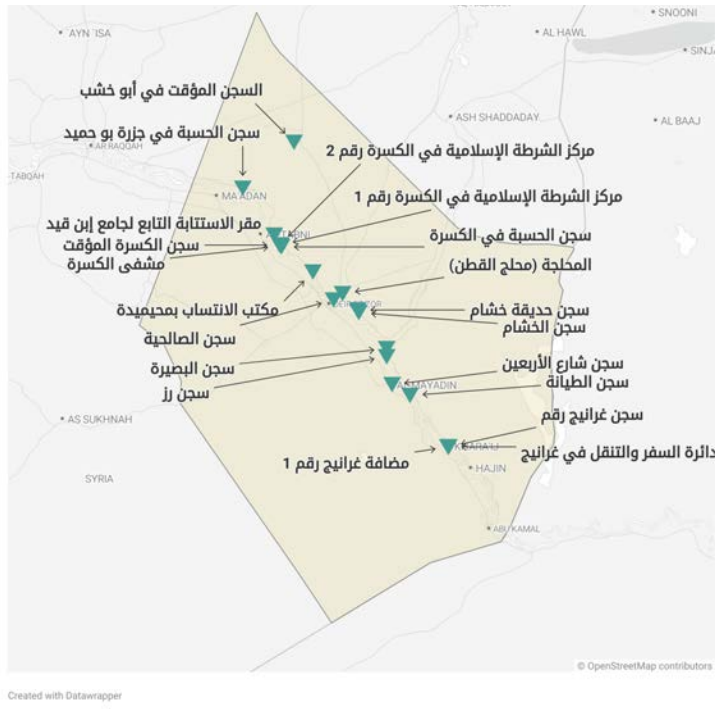 SNOONI
AYN `ISA
AL HAWL
SINJ
السجن المؤقت في أبو خشب
ASH SHADDADAY
AL BAAJ
سجن الحسبة في جزرة بو حميد
AR RAQQAH
مركز الشرطة الإسلامية في الكسرة رقم 2
TABQAH
MA'ADAN
مركز الشرطة الإسلامية في الكسرة رقم 1
مقر الاستتابة التابع لجامع إبن قيد
سجن الحسبة في الكسرة
سجن الكسرة المؤقت
مشفى الكسرة
المحلجة (محلج القطن)
مكتب الانتساب بمحيميدة
سجن حديقة خشام
سجن الخشام
سجن الصالحية
سجن البصيرة
سجن شارع الأربعين
سجن الطيانة
سجن رز
AL MAYADIN
سجن غرانيج رقم
AS SUKHNAH
دائرة السفر والتنقل في غرانيج
مضافة غرانيج رقم 1
HAJIN
SYRIA
ABU KAMAL
© OpenStreetMap contributors
Created with Datawrapper